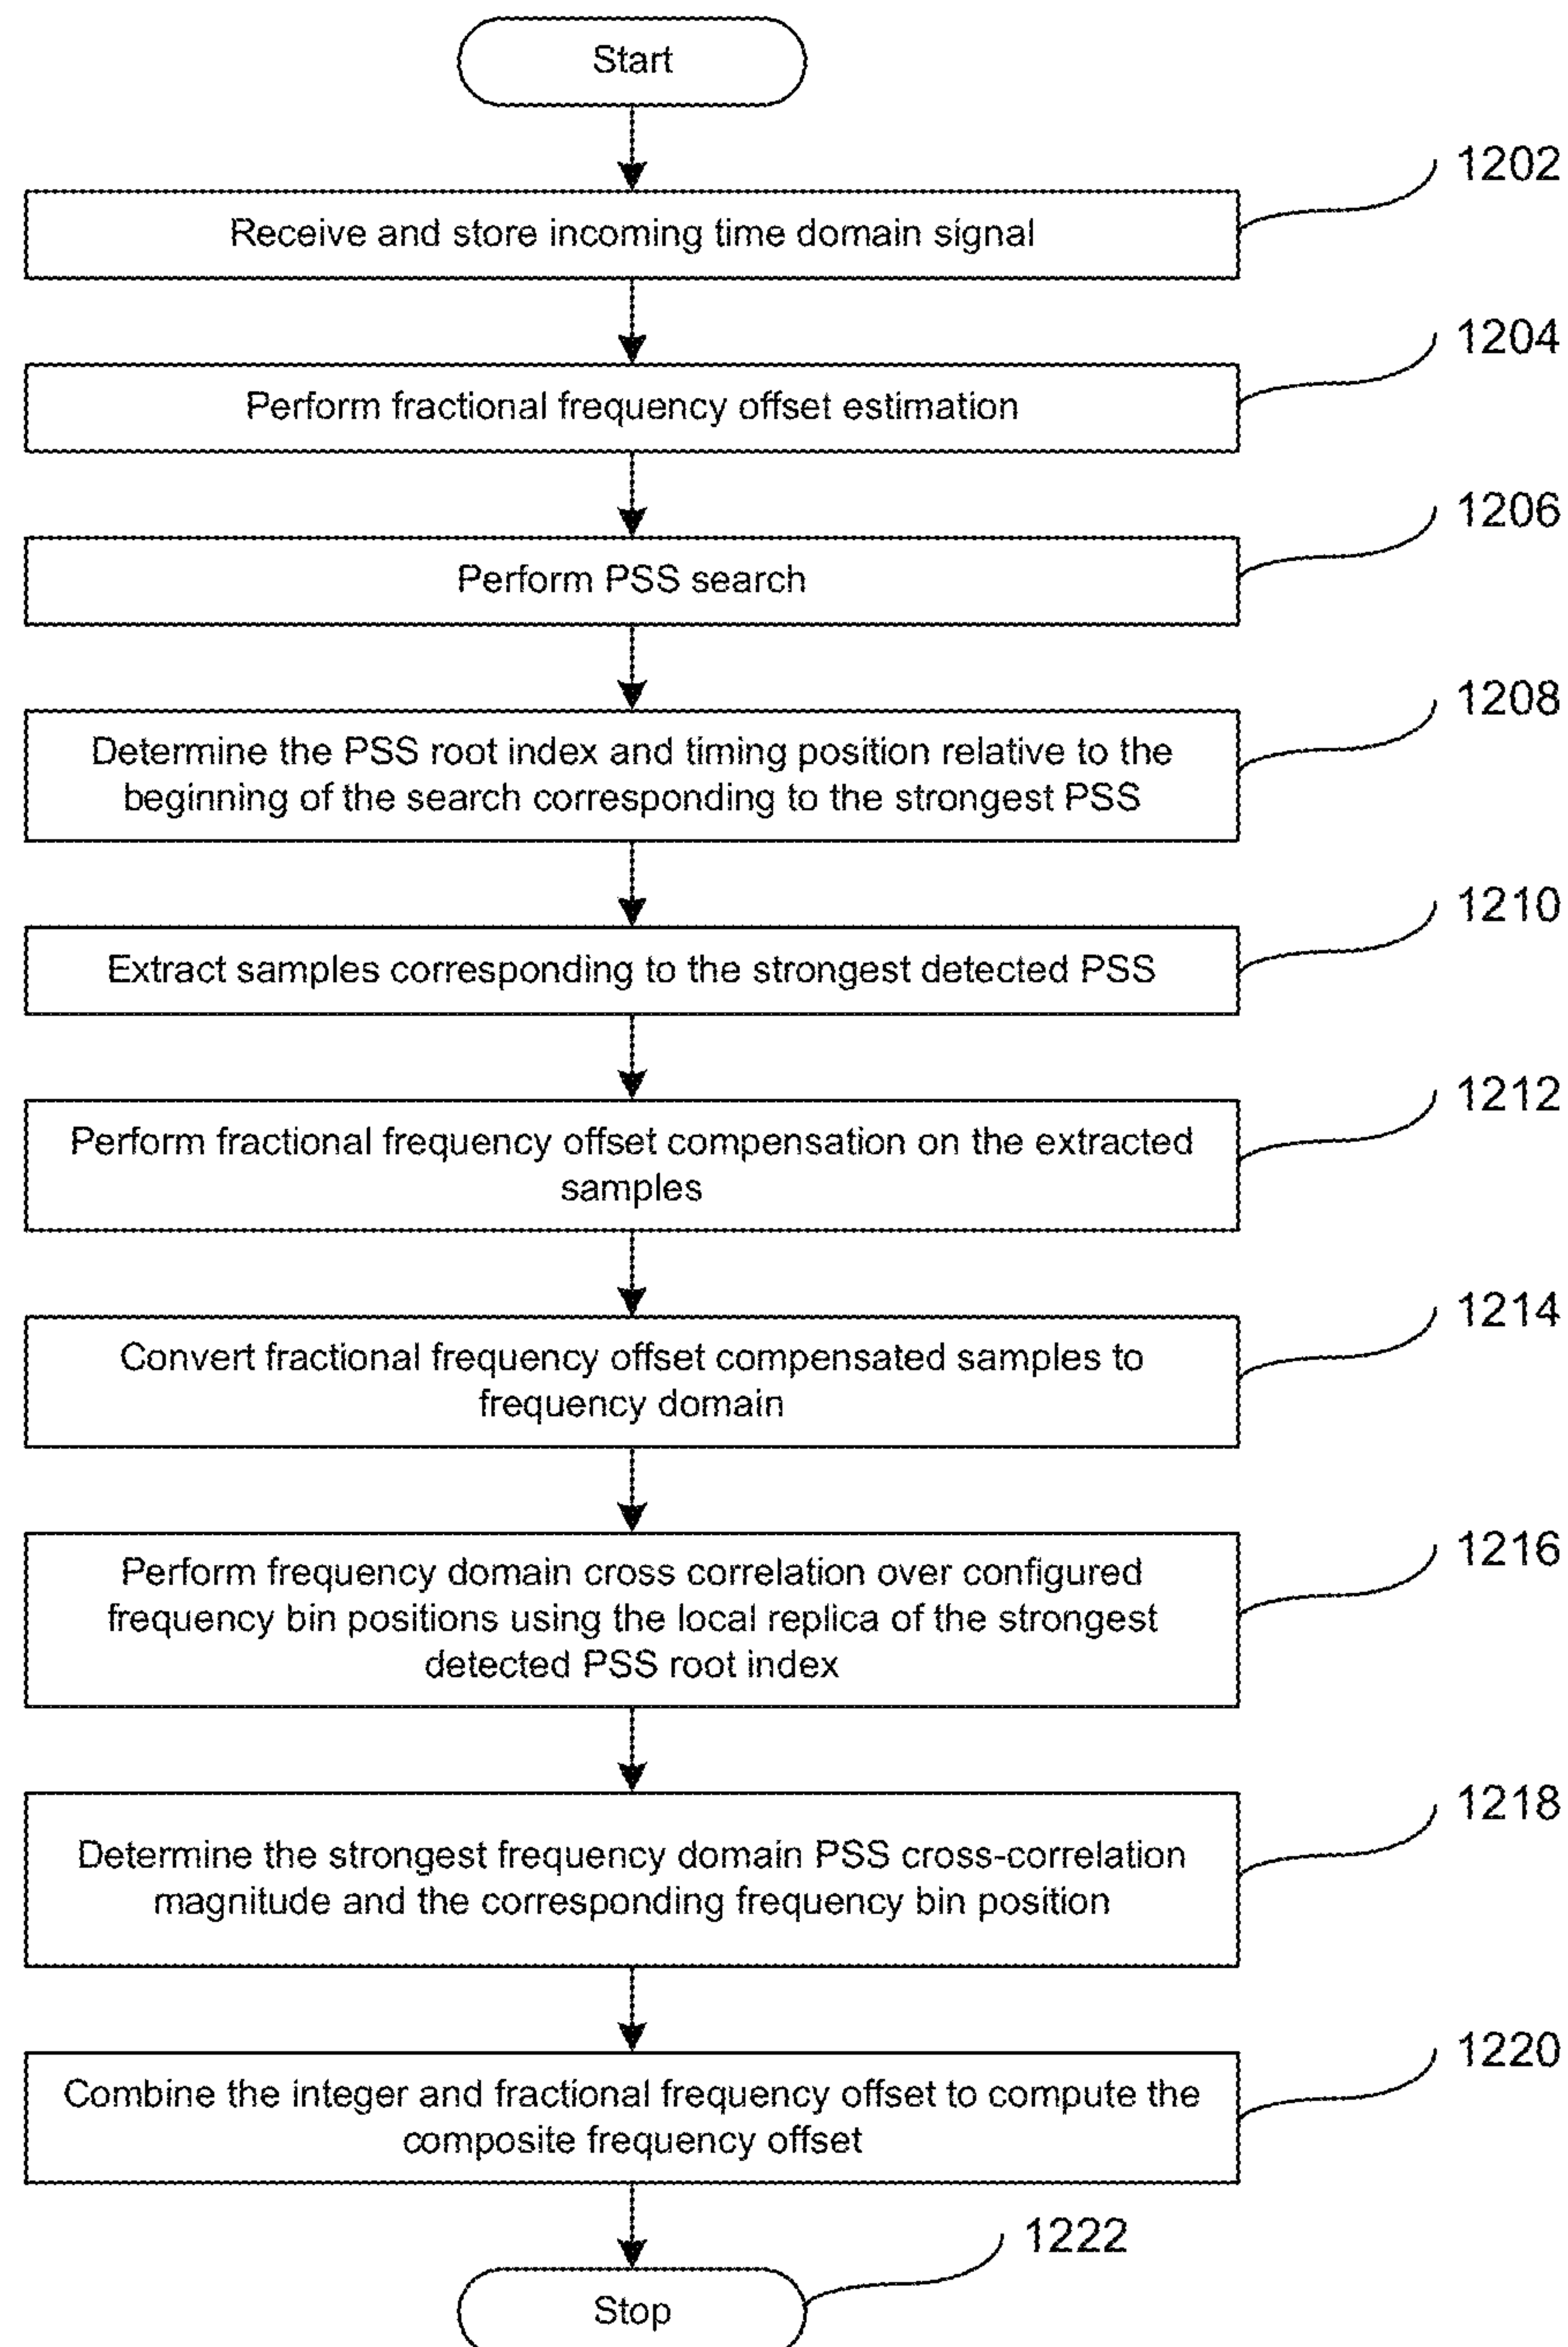 Start
1202
Receive and store incoming time domain signal
1204
Perform fractional frequency offset estimation
1206
Perform PSS search
1208
Determine the PSS root index and timing position relative to the
beginning of the search corresponding to the strongest PSS
1210
Extract samples corresponding to the strongest detected PSS
1212
Perform fractional frequency offset compensation on the extracted
samples
1214
Convert fractional frequency offset compensated samples to
frequency domain
1216
Perform frequency domain cross correlation over configured
frequency bin positions using the local replica of the strongest
detected PSS root index
1218
Determine the strongest frequency domain PSS cross-correlation
magnitude and the corresponding frequency bin position
1220
Combine the integer and fractional frequency offset to compute the
composite frequency offset
1222
Stop